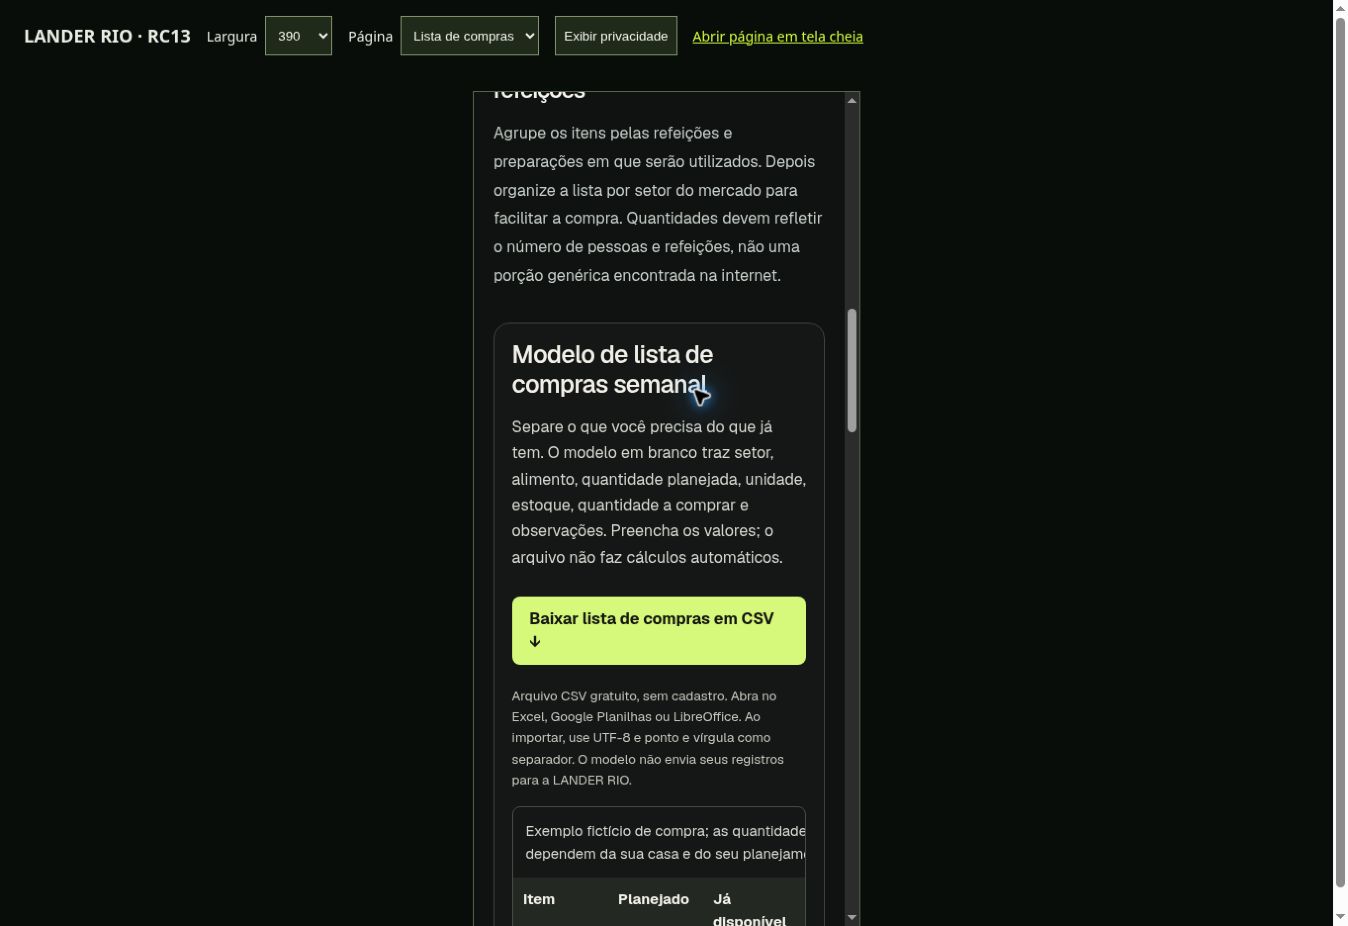 LANDER RIO · RC13 Largura 390 Página Lista de compras Exibir privacidade Abrir página em tela cheia
refeições
Agrupe os itens pelas refeições e
preparações em que serão utilizados. Depois
organize a lista por setor do mercado para
facilitar a compra. Quantidades devem refletir
o número de pessoas e refeições, não uma
porção genérica encontrada na internet.
Modelo de lista de
compras semanal
Separe o que você precisa do que já
tem. O modelo em branco traz setor,
alimento, quantidade planejada, unidade,
estoque, quantidade a comprar e
observações. Preencha os valores; o
arquivo não faz cálculos automáticos.
Baixar lista de compras em CSV
↓
Arquivo CSV gratuito, sem cadastro. Abra no
Excel, Google Planilhas ou LibreOffice. Ao
importar, use UTF-8 e ponto e vírgula como
separador. O modelo não envia seus registros
para a LANDER RIO.
Exemplo fictício de compra; as quantidade
dependem da sua casa e do seu planejam
Item Planejado Já
disponível